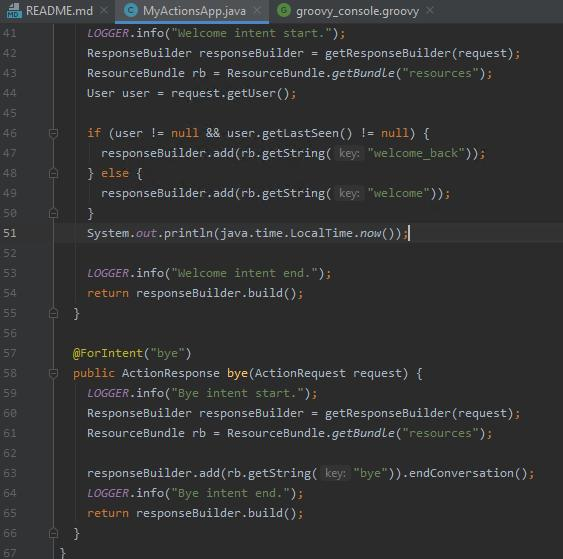 README.md MyActionsApp.java groovy_console.groovy
41 LOGGER.info("Welcome intent start.");
42 ResponseBuilder responseBuilder = getResponseBuilder(request);
43 ResourceBundle rb = ResourceBundle.getBundle("resources");
44 User user = request.getUser();
45
46 if (user != null && user.getLastSeen() != null) {
47 responseBuilder.add(rb.getString( key: "welcome_back"));
48 } else {
49 responseBuilder.add(rb.getString( key: "welcome"));
50 }
51 System.out.println(java.time.LocalTime.now());
52
53 LOGGER.info("Welcome intent end.");
54 return responseBuilder.build();
55 }
56
57 @ForIntent("bye")
58 public ActionResponse bye(ActionRequest request) {
59 LOGGER.info("Bye intent start.");
60 ResponseBuilder responseBuilder = getResponseBuilder(request);
61 ResourceBundle rb = ResourceBundle.getBundle("resources");
62
63 responseBuilder.add(rb.getString( key: "bye")).endConversation();
64 LOGGER.info("Bye intent end.");
65 return responseBuilder.build();
66 }
67 }